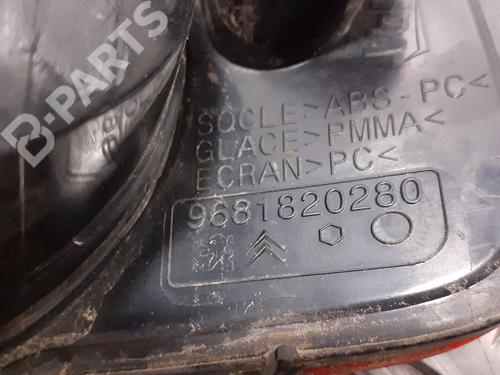 B-PARTS
SOCLE>ABS-PC<
GLACE>PMMA<
ECRAN>PC<
9681820280